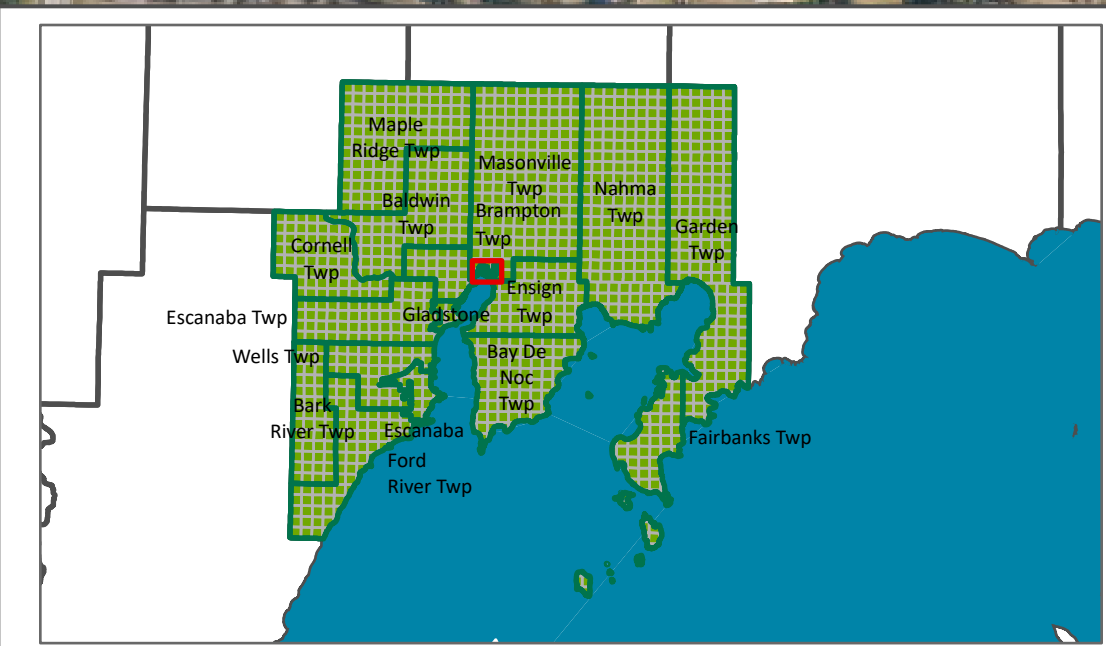 Maple
Ridge Twp
Masonville
Twp
Nahma
Twp
Baldwin
Twp
Brampton
Twp
Garden
Twp
Cornell
Twp
Ensign
Twp
Escanaba Twp
Gladstone
Wells Twp
Bay De
Noc
Twp
Bark
River Twp
Escanaba
Fairbanks Twp
Ford
River Twp